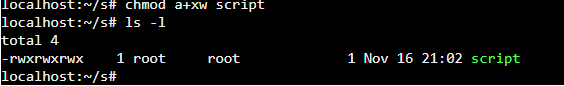 localhost:~/s# chmod a+xw script
localhost:~/s# ls -l
total 4
-rwxrwxrwx    1 root     root             1 Nov 16 21:02 script
localhost:~/s#